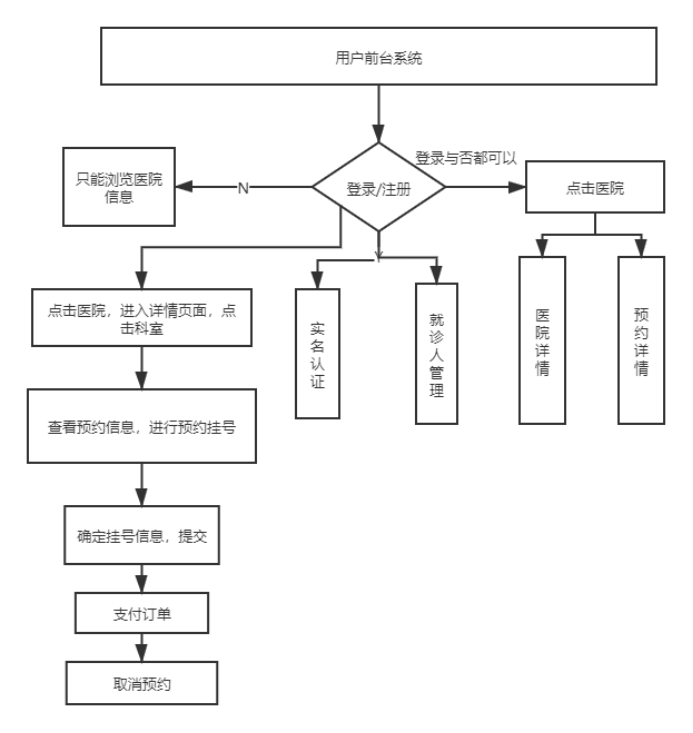 用户前台系统
登录与否都可以
只能浏览医院
信息
N
登录/注册
点击医院
点击医院，进入详情页面，点
击科室
实名认证
就诊人管理
医院详情
预约详情
查看预约信息，进行预约挂号
确定挂号信息，提交
支付订单
取消预约